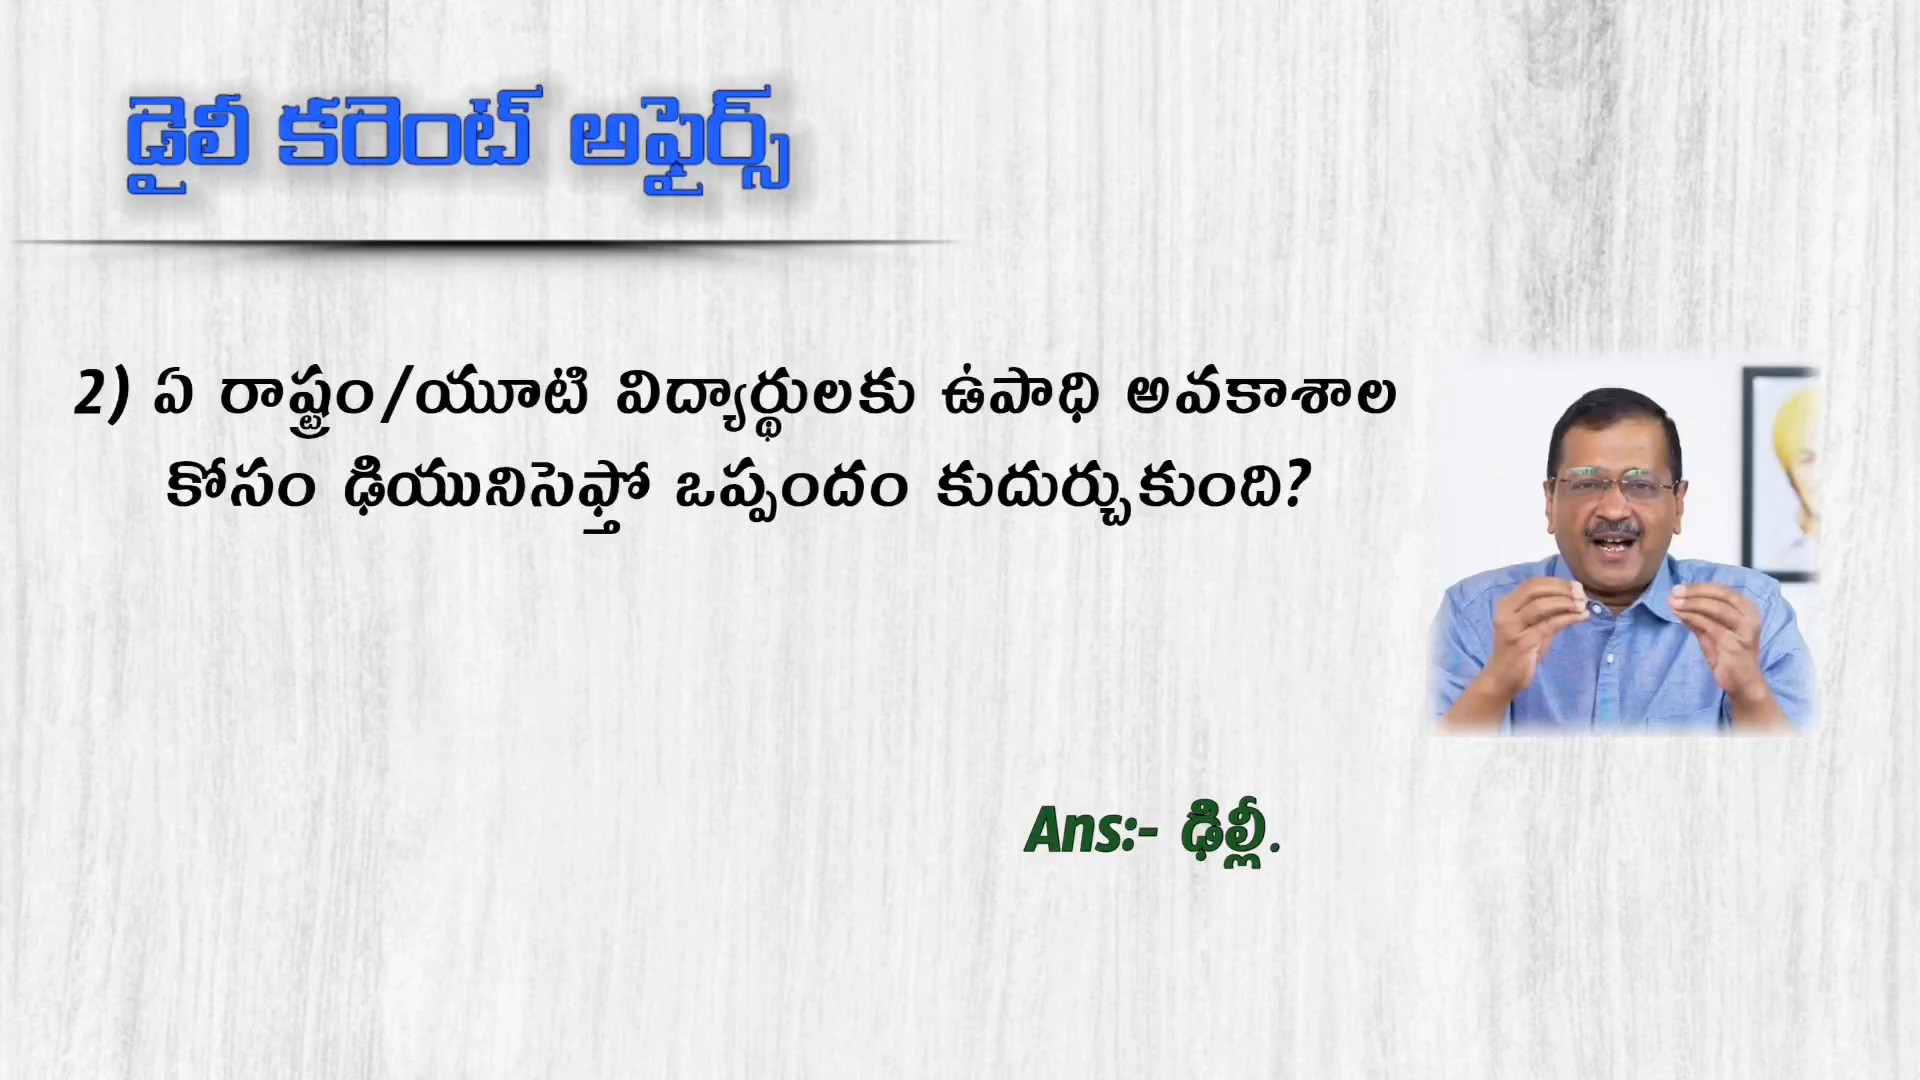 డైలీ కరెంట్ అఫైర్స్
2) ఏ రాష్ట్రం/యూటి విద్యార్థులకు ఉపాధి అవకాశాల
కోసం ఢియునిసెఫ్తో ఒప్పందం కుదుర్చుకుంది?
Ans:- ఢిల్లీ.